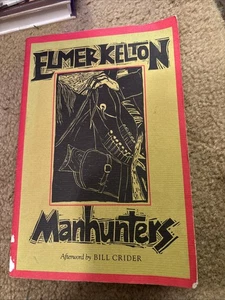 ELMER KELTON
Manhunters
Afterword by BILL CRIDER